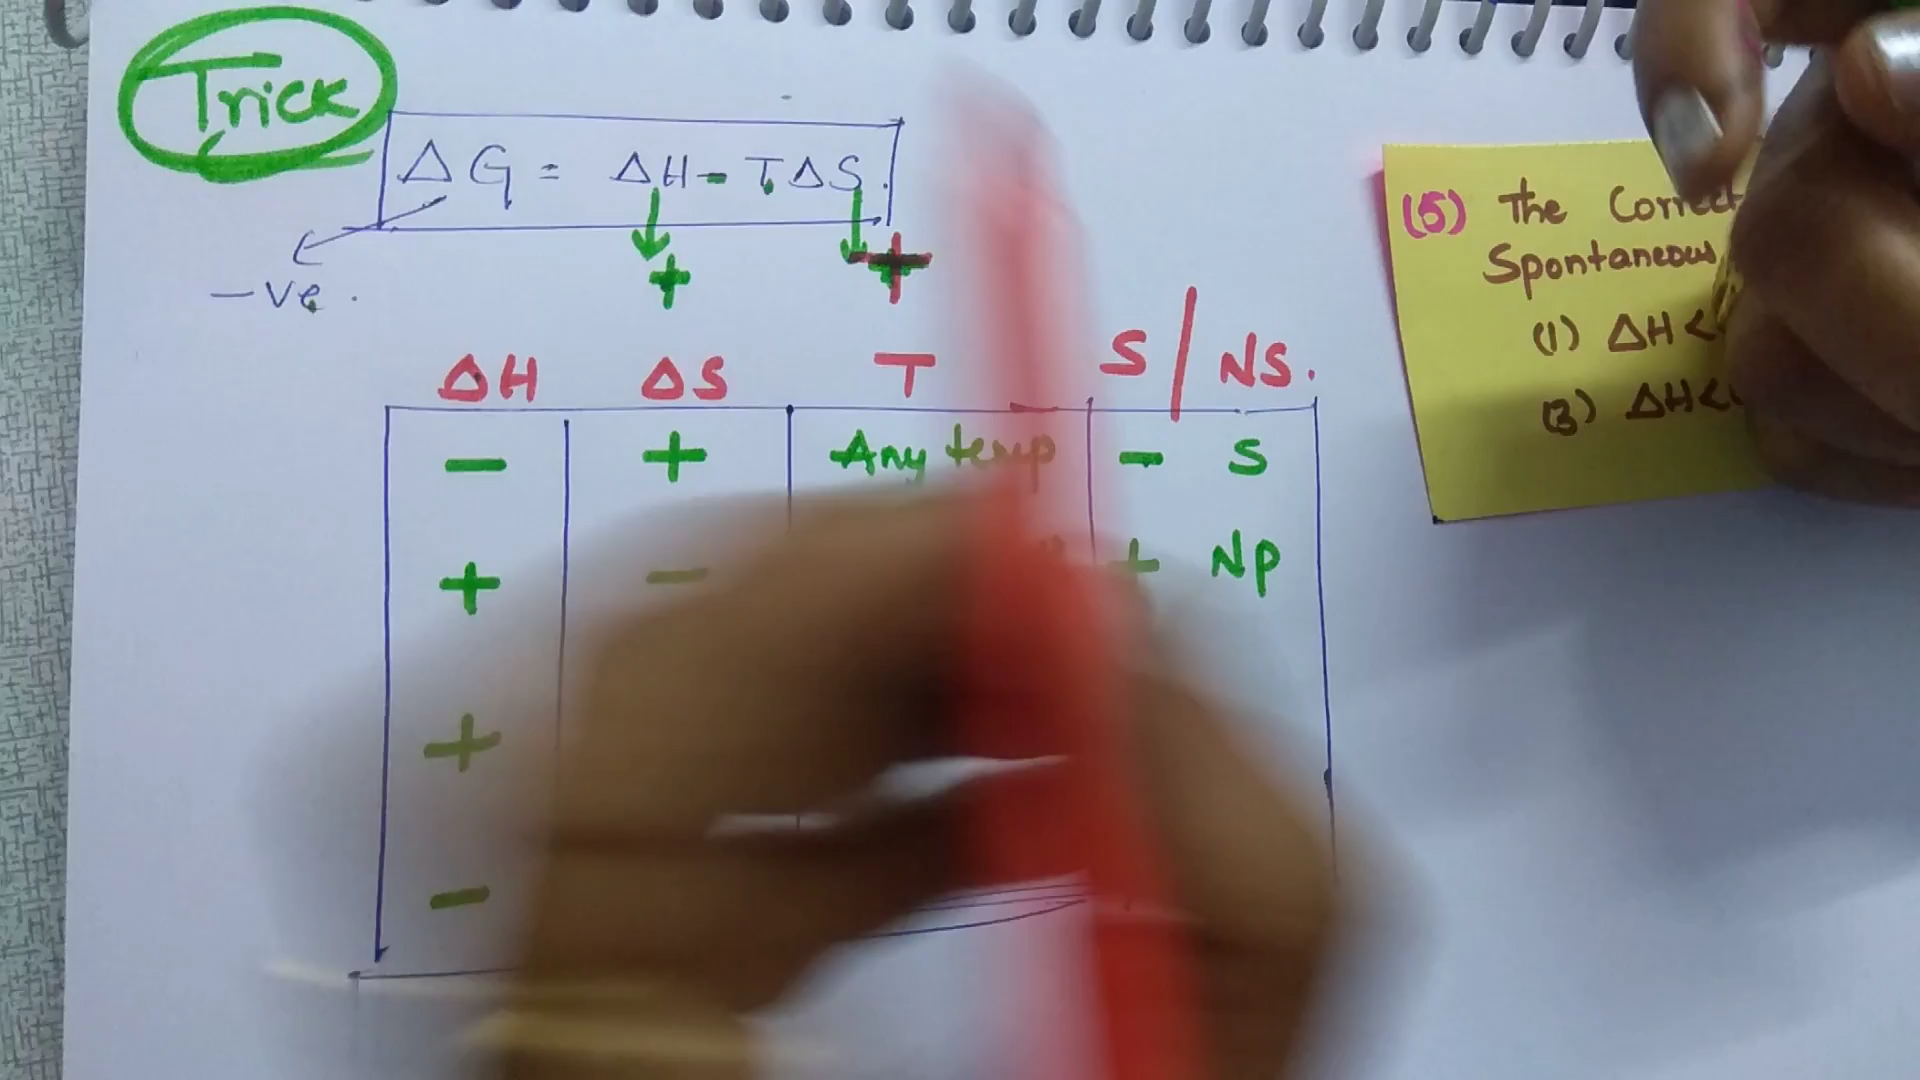 Trick
ΔG = ΔH - TΔS.
-ve.
+ +
ΔH ΔS T S/NS.
- + Any temp - S
+ - + NP
+
-
(5) The Correct
Spontaneous
(1) ΔH <
(3) ΔH <